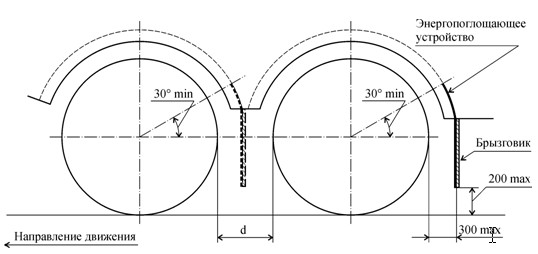 Энергопоглощающее
устройство
30° min
30° min
Брызговик
200 max
Направление движения
d
300 max